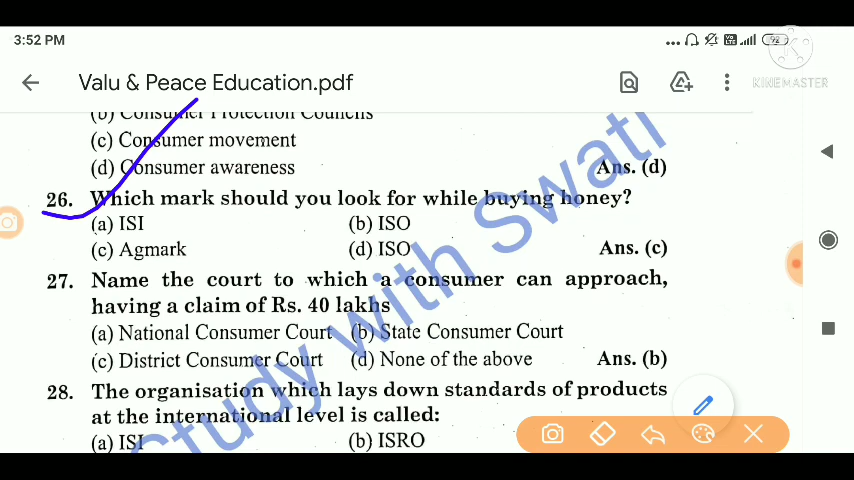 3:52 PM
92
Valu & Peace Education.pdf
KINEMASTER
(b) Consumer Protection Councils
(c) Consumer movement
(d) Consumer awareness Ans. (d)
26. Which mark should you look for while buying honey?
(a) ISI (b) ISO
(c) Agmark (d) ISO Ans. (c)
27. Name the court to which a consumer can approach,
having a claim of Rs. 40 lakhs
(a) National Consumer Court (b) State Consumer Court
(c) District Consumer Court (d) None of the above Ans. (b)
28. The organisation which lays down standards of products
at the international level is called:
(a) ISI (b) ISRO
Study with Swati